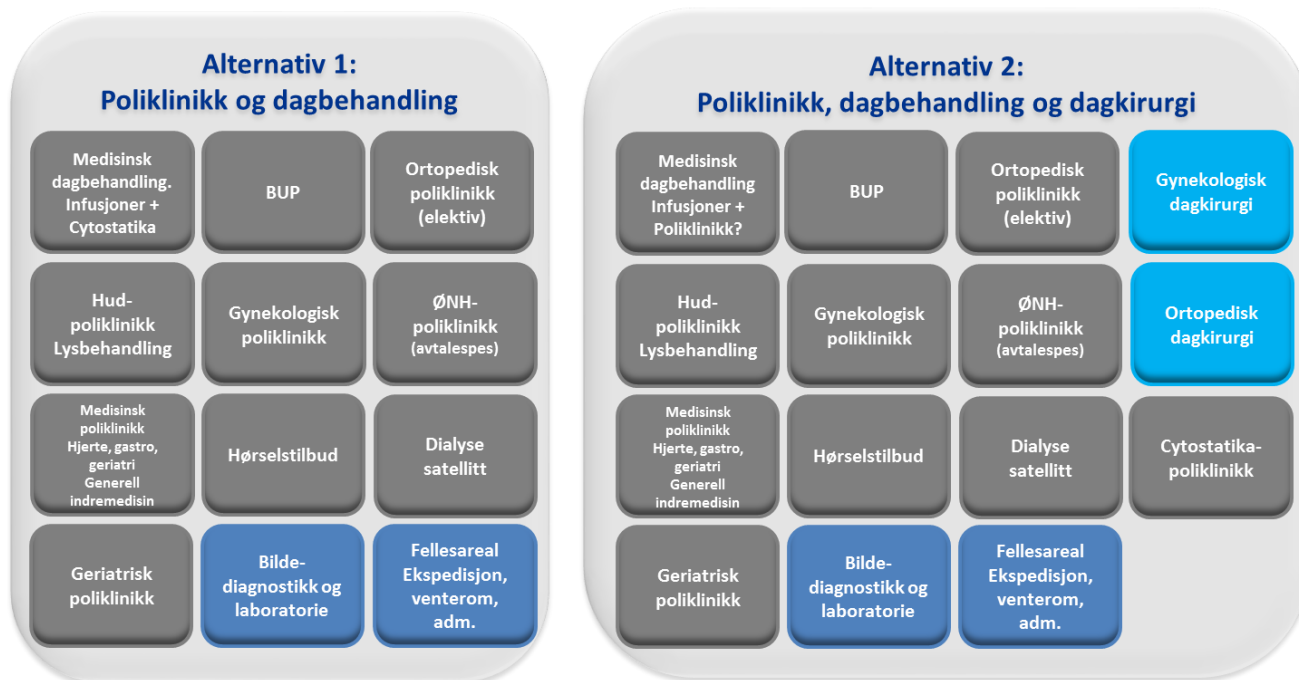 Alternativ 1:
Poliklinikk og dagbehandling
Medisinsk
dagbehandling.
Infusjoner +
Cytostatika
BUP
Ortopedisk
poliklinikk
(elektiv)
Hud-
poliklinikk
Lysbehandling
Gynekologisk
poliklinikk
ØNH-
poliklinikk
(avtalespes)
Medisinsk
poliklinikk
Hjerte, gastro,
geriatri
Generell
indremedisin
Hørselstilbud
Dialyse
satellitt
Geriatrisk
poliklinikk
Bilde-
diagnostikk og
laboratorie
Fellesareal
Ekspedisjon,
venterom,
adm.
Alternativ 2:
Poliklinikk, dagbehandling og dagkirurgi
Medisinsk
dagbehandling
Infusjoner +
Poliklinikk?
BUP
Ortopedisk
poliklinikk
(elektiv)
Gynekologisk
dagkirurgi
Hud-
poliklinikk
Lysbehandling
Gynekologisk
poliklinikk
ØNH-
poliklinikk
(avtalespes)
Ortopedisk
dagkirurgi
Medisinsk
poliklinikk
Hjerte, gastro,
geriatri
Generell
indremedisin
Hørselstilbud
Dialyse
satellitt
Cytostatika-
poliklinikk
Geriatrisk
poliklinikk
Bilde-
diagnostikk og
laboratorie
Fellesareal
Ekspedisjon,
venterom,
adm.